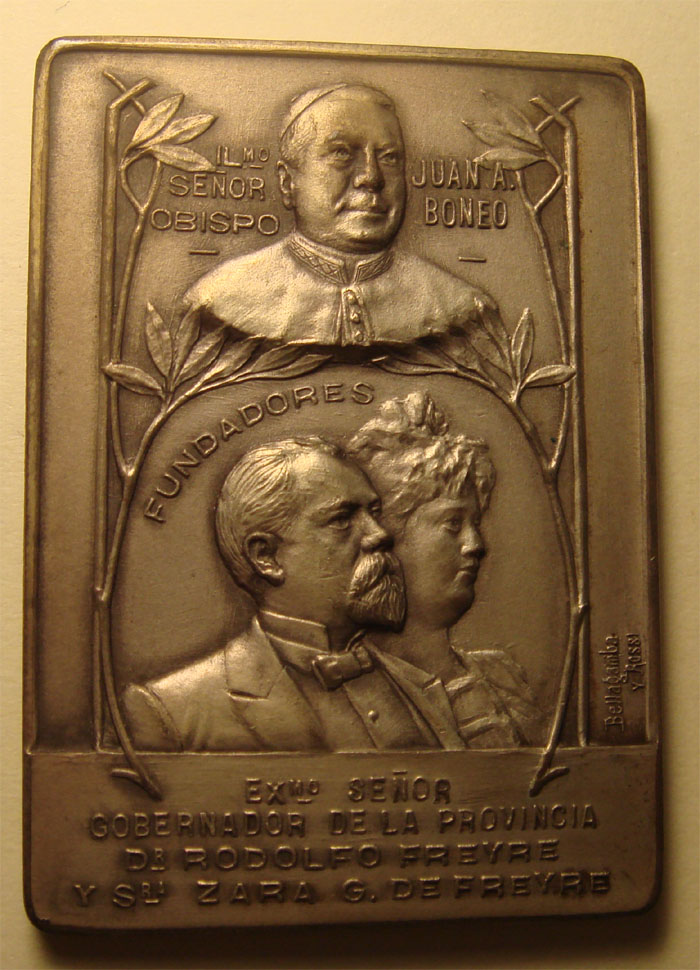 ILMO
SEÑOR
OBISPO
JUAN A.
BONEO
FUNDADORES
Bellagamba
Y Rossi
EXMO SEÑOR
GOBERNADOR DE LA PROVINCIA
DR RODOLFO FREYRE
Y SRA ZARA G. DE FREYRE